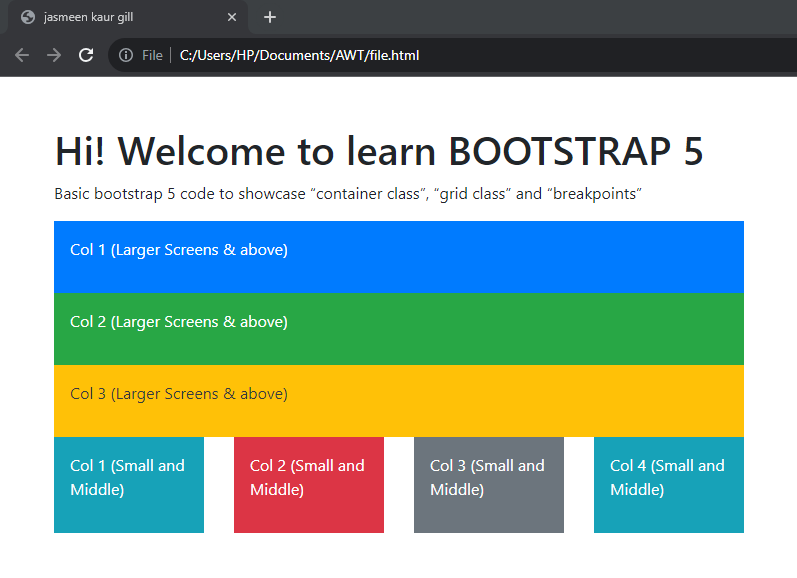 jasmeen kaur gill
File C:/Users/HP/Documents/AWT/file.html
Hi! Welcome to learn BOOTSTRAP 5
Basic bootstrap 5 code to showcase “container class”, “grid class” and “breakpoints”
Col 1 (Larger Screens & above)
Col 2 (Larger Screens & above)
Col 3 (Larger Screens & above)
Col 1 (Small and
Middle)
Col 2 (Small and
Middle)
Col 3 (Small and
Middle)
Col 4 (Small and
Middle)